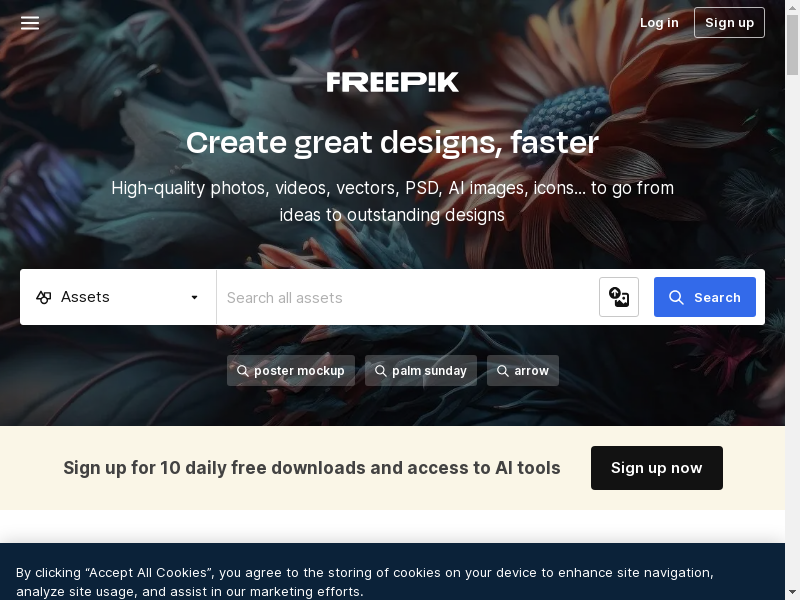 Log in
Sign up
FREEPIK
Create great designs, faster
High-quality photos, videos, vectors, PSD, AI images, icons... to go from
ideas to outstanding designs
Assets
Search all assets
Search
poster mockup
palm sunday
arrow
Sign up for 10 daily free downloads and access to AI tools
Sign up now
By clicking “Accept All Cookies”, you agree to the storing of cookies on your device to enhance site navigation,
analyze site usage, and assist in our marketing efforts.